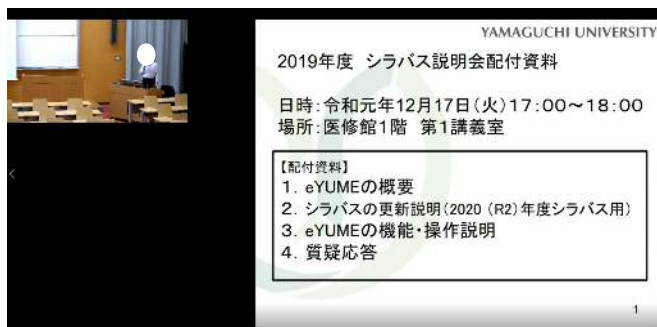 YAMAGUCHI UNIVERSITY
2019年度 シラバス説明会配付資料
日時:令和元年12月17日(火)17:00～18:00
場所:医修館1階 第1講義室
【配付資料】
1. eYUMEの概要
2. シラバスの更新説明(2020 (R2)年度シラバス用)
3. eYUMEの機能・操作説明
4. 質疑応答
1